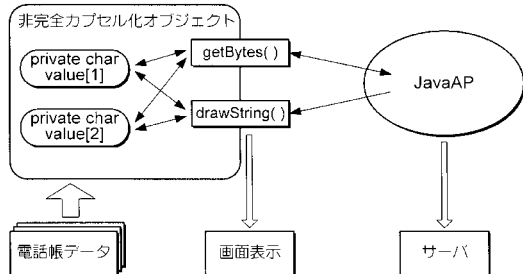 非完全カプセル化オブジェクト
private char
value[1]
getBytes( )
JavaAP
private char
value[2]
drawString( )
電話帳データ
画面表示
サーバ